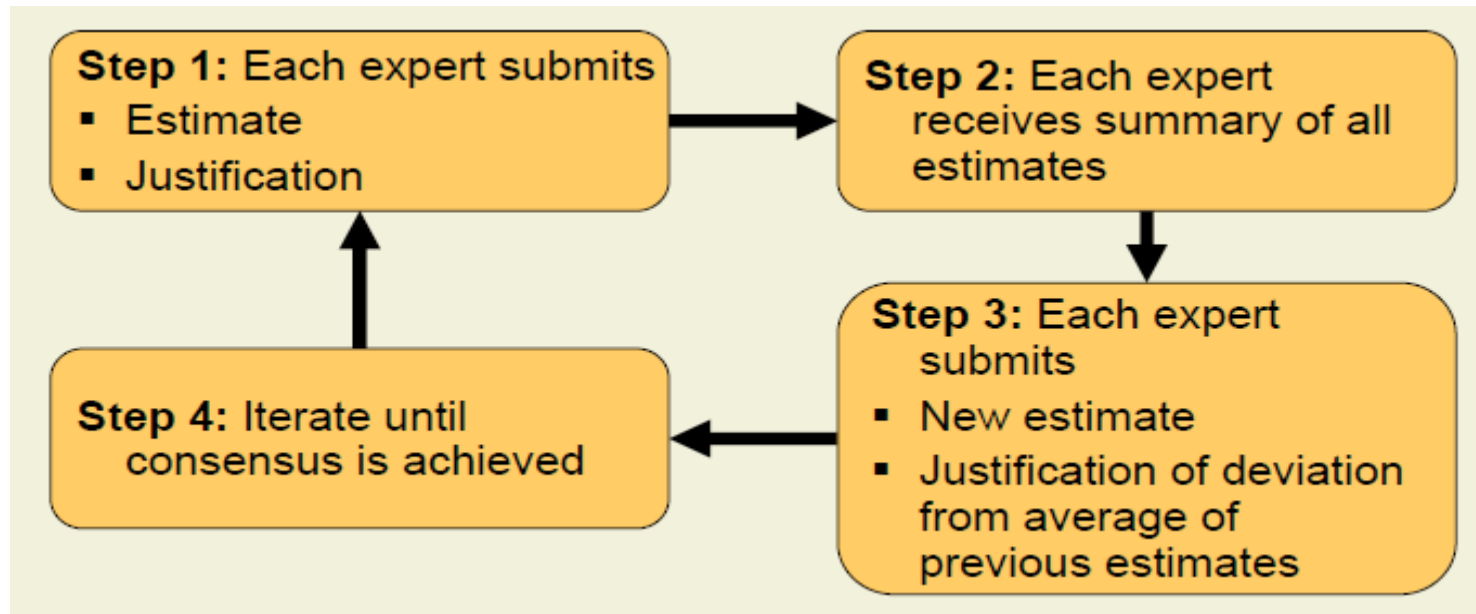 Step 1: Each expert submits
▪ Estimate
▪ Justification
Step 2: Each expert
receives summary of all
estimates
Step 3: Each expert
submits
▪ New estimate
▪ Justification of deviation
from average of
previous estimates
Step 4: Iterate until
consensus is achieved